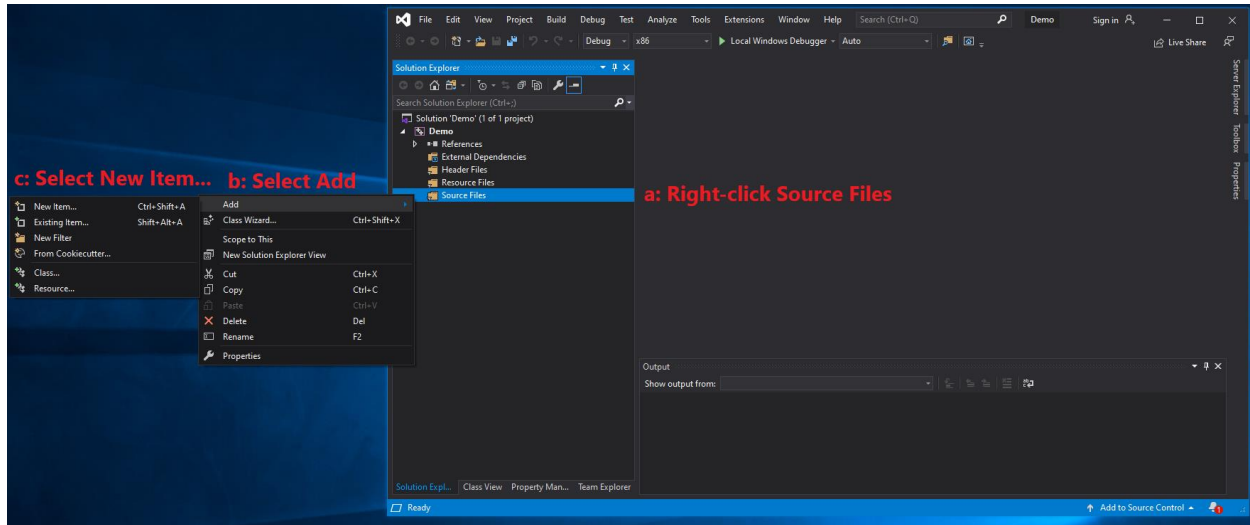 File Edit View Project Build Debug Test Analyze Tools Extensions Window Help Search (Ctrl+Q) Demo Sign in
Debug x86 Local Windows Debugger Auto Live Share
Solution Explorer
Search Solution Explorer (Ctrl+;)
Solution 'Demo' (1 of 1 project)
Demo
References
External Dependencies
Header Files
Resource Files
Source Files
a: Right-click Source Files
b: Select Add
c: Select New Item...
Add
Class Wizard... Ctrl+Shift+X
Scope to This
New Solution Explorer View
Cut Ctrl+X
Copy Ctrl+C
Paste Ctrl+V
Delete Del
Rename F2
Properties
New Item... Ctrl+Shift+A
Existing Item... Shift+Alt+A
New Filter
From Cookiecutter...
Class...
Resource...
Server Explorer
Toolbox
Properties
Output
Show output from:
Solution Expl... Class View Property Man... Team Explorer
Ready Add to Source Control 1